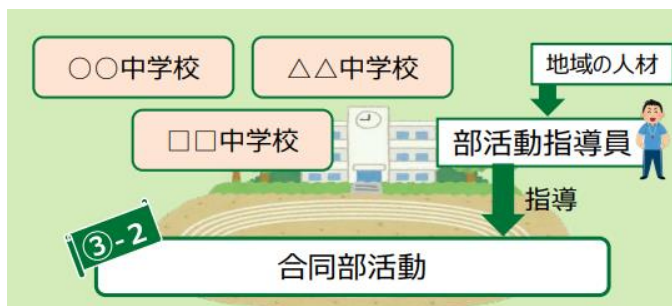 ○○中学校
△△中学校
地域の人材
□□中学校
部活動指導員
指導
③-2
合同部活動